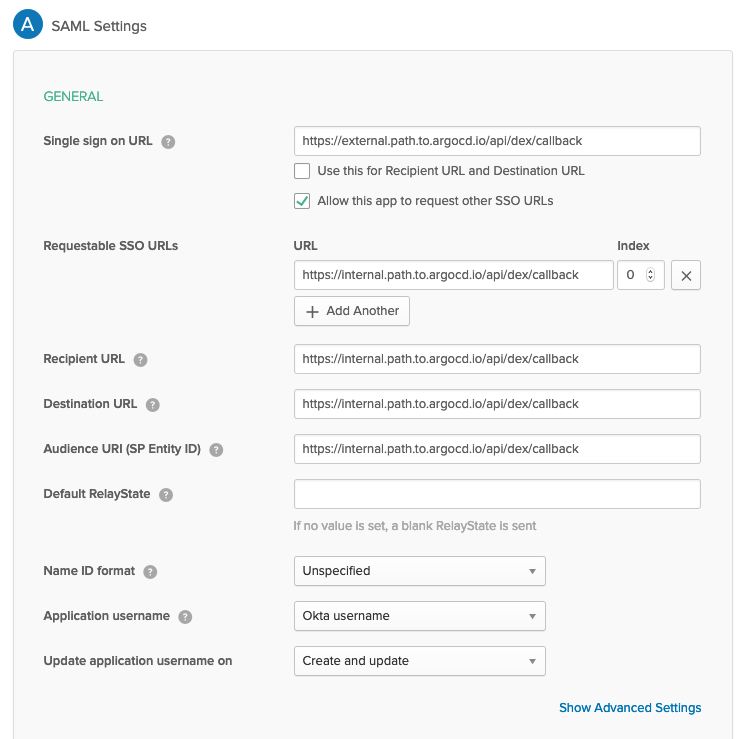 A SAML Settings
GENERAL
Single sign on URL ? https://external.path.to.argocd.io/api/dex/callback
Use this for Recipient URL and Destination URL
Allow this app to request other SSO URLs
Requestable SSO URLs URL Index
https://internal.path.to.argocd.io/api/dex/callback 0
+ Add Another
Recipient URL ? https://internal.path.to.argocd.io/api/dex/callback
Destination URL ? https://internal.path.to.argocd.io/api/dex/callback
Audience URI (SP Entity ID) ? https://internal.path.to.argocd.io/api/dex/callback
Default RelayState ?
If no value is set, a blank RelayState is sent
Name ID format ? Unspecified
Application username ? Okta username
Update application username on Create and update
Show Advanced Settings